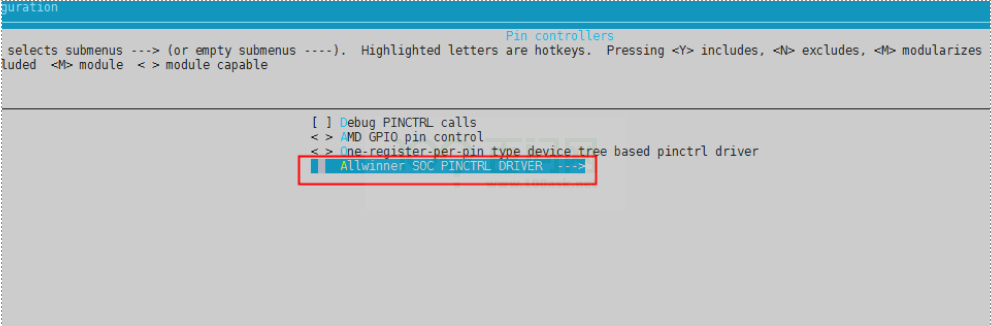 guration
Pin controllers
selects submenus ---> (or empty submenus ----). Highlighted letters are hotkeys. Pressing <Y> includes, <N> excludes, <M> modularizes
luded <M> module < > module capable
[ ] Debug PINCTRL calls
< > AMD GPIO pin control
< > One-register-per-pin type device tree based pinctrl driver
Allwinner SOC PINCTRL DRIVER --->